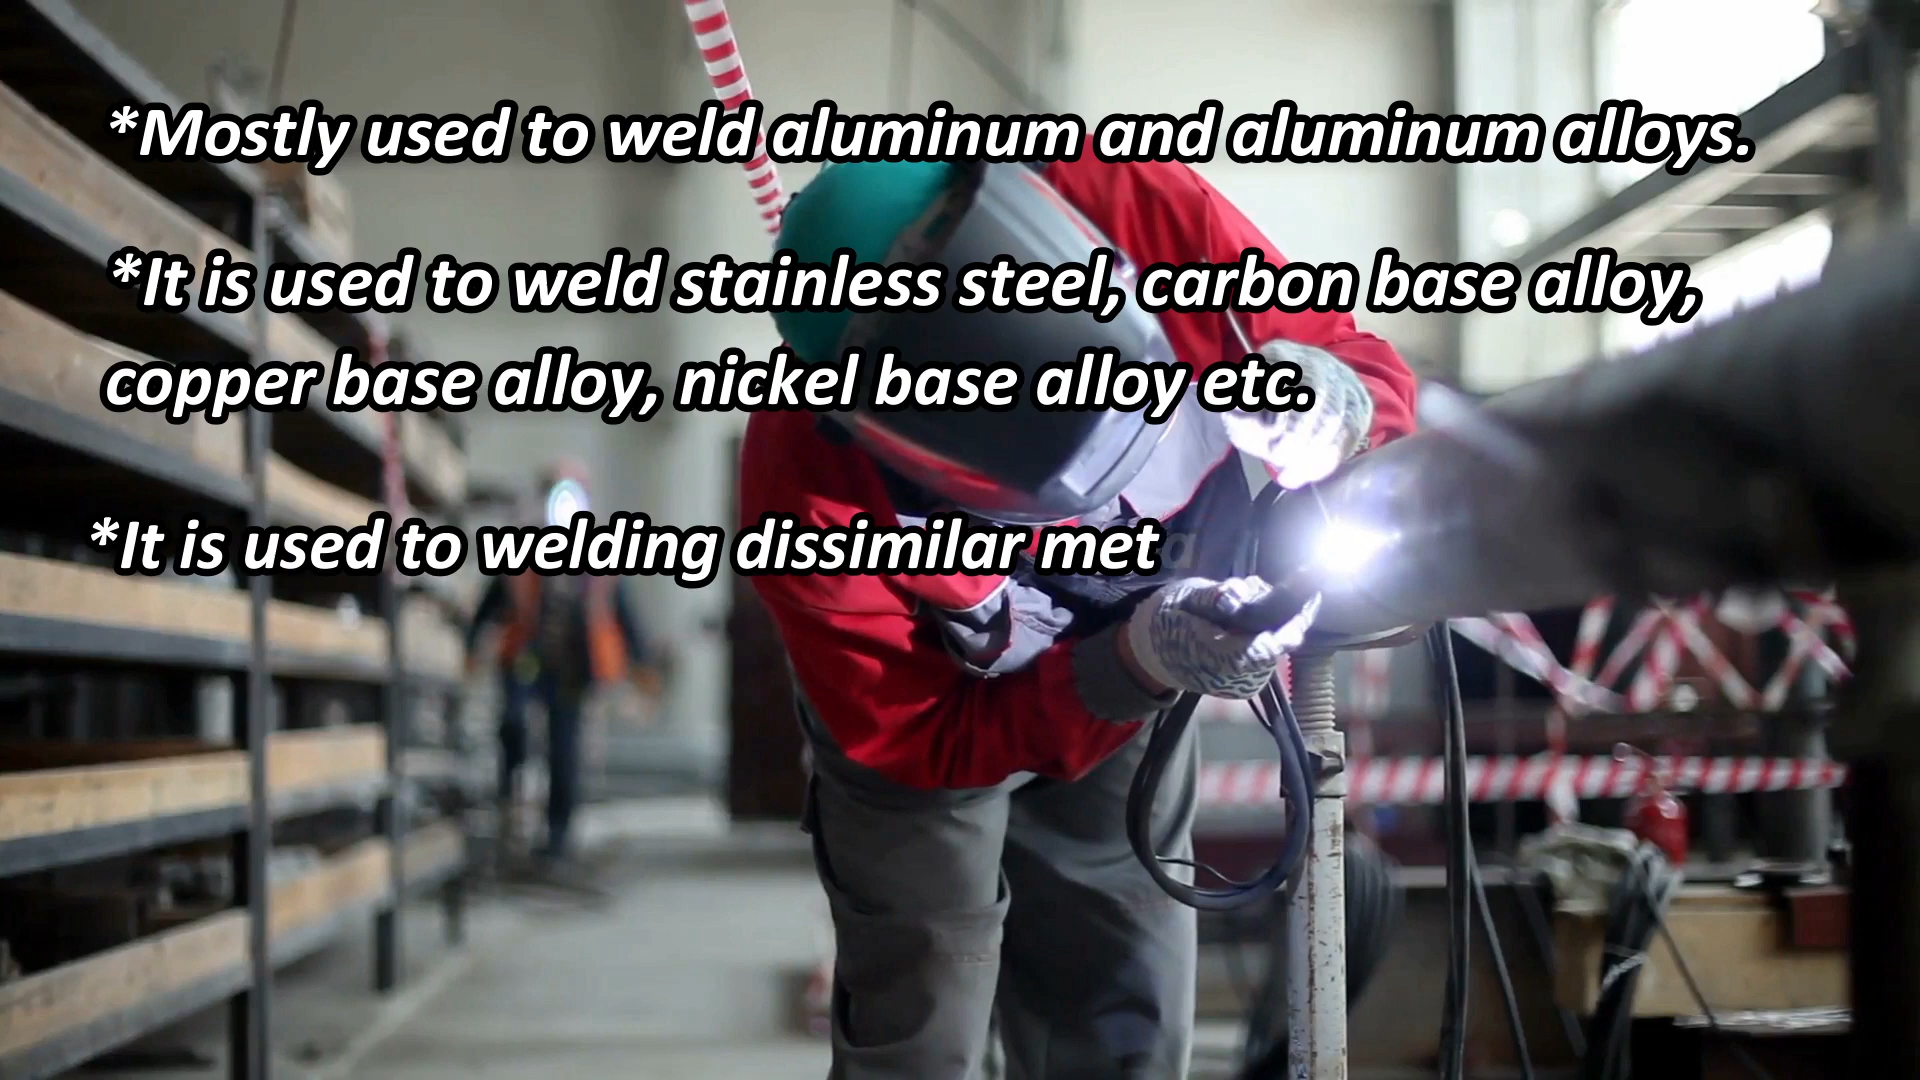 *Mostly used to weld aluminum and aluminum alloys.
*It is used to weld stainless steel, carbon base alloy,
copper base alloy, nickel base alloy etc.
*It is used to welding dissimilar meta